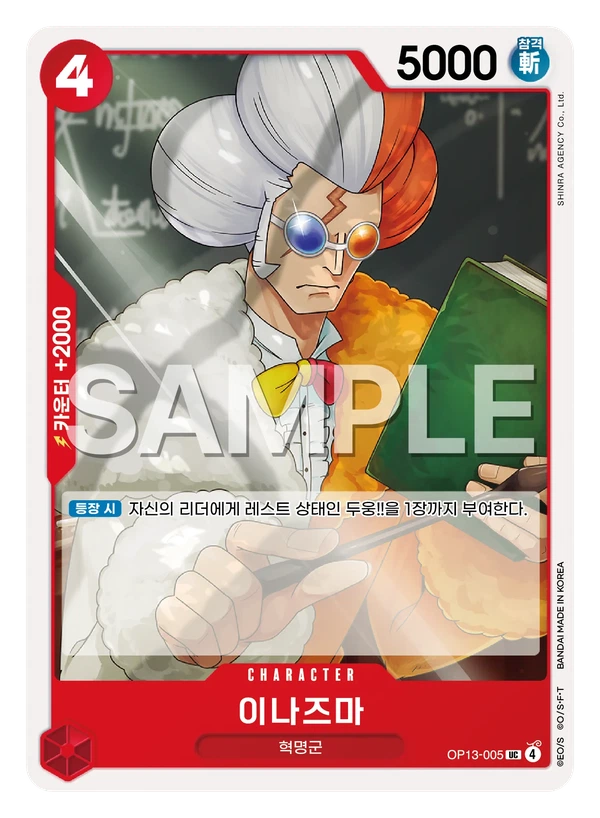 4
5000
참격
斬
SHINRA AGENCY Co., Ltd.
카운터 +2000
SAMPLE
등장 시 자신의 리더에게 레스트 상태인 두웅!!을 1장까지 부여한다.
CHARACTER
이나즈마
혁명군
OP13-005 UC 4
©EO/S ©O/S·F·T BANDAI MADE IN KOREA